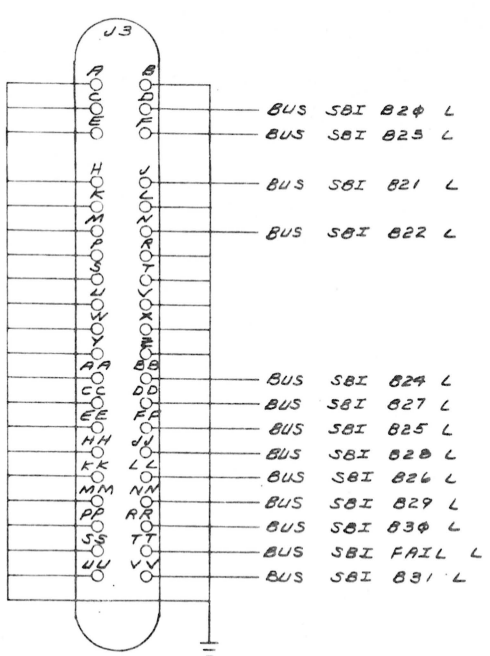 J3
A B
C D BUS SBI B2Ø L
E F BUS SBI B23 L
H J BUS SBI B21 L
K L
M N BUS SBI B22 L
P R
S T
U V
W X
Y Z
AA BB BUS SBI B24 L
CC DD BUS SBI B27 L
EE FF BUS SBI B25 L
HH JJ BUS SBI B28 L
KK LL BUS SBI B26 L
MM NN BUS SBI B29 L
PP RR BUS SBI B3Ø L
SS TT BUS SBI FAIL L
UU VV BUS SBI B31 L